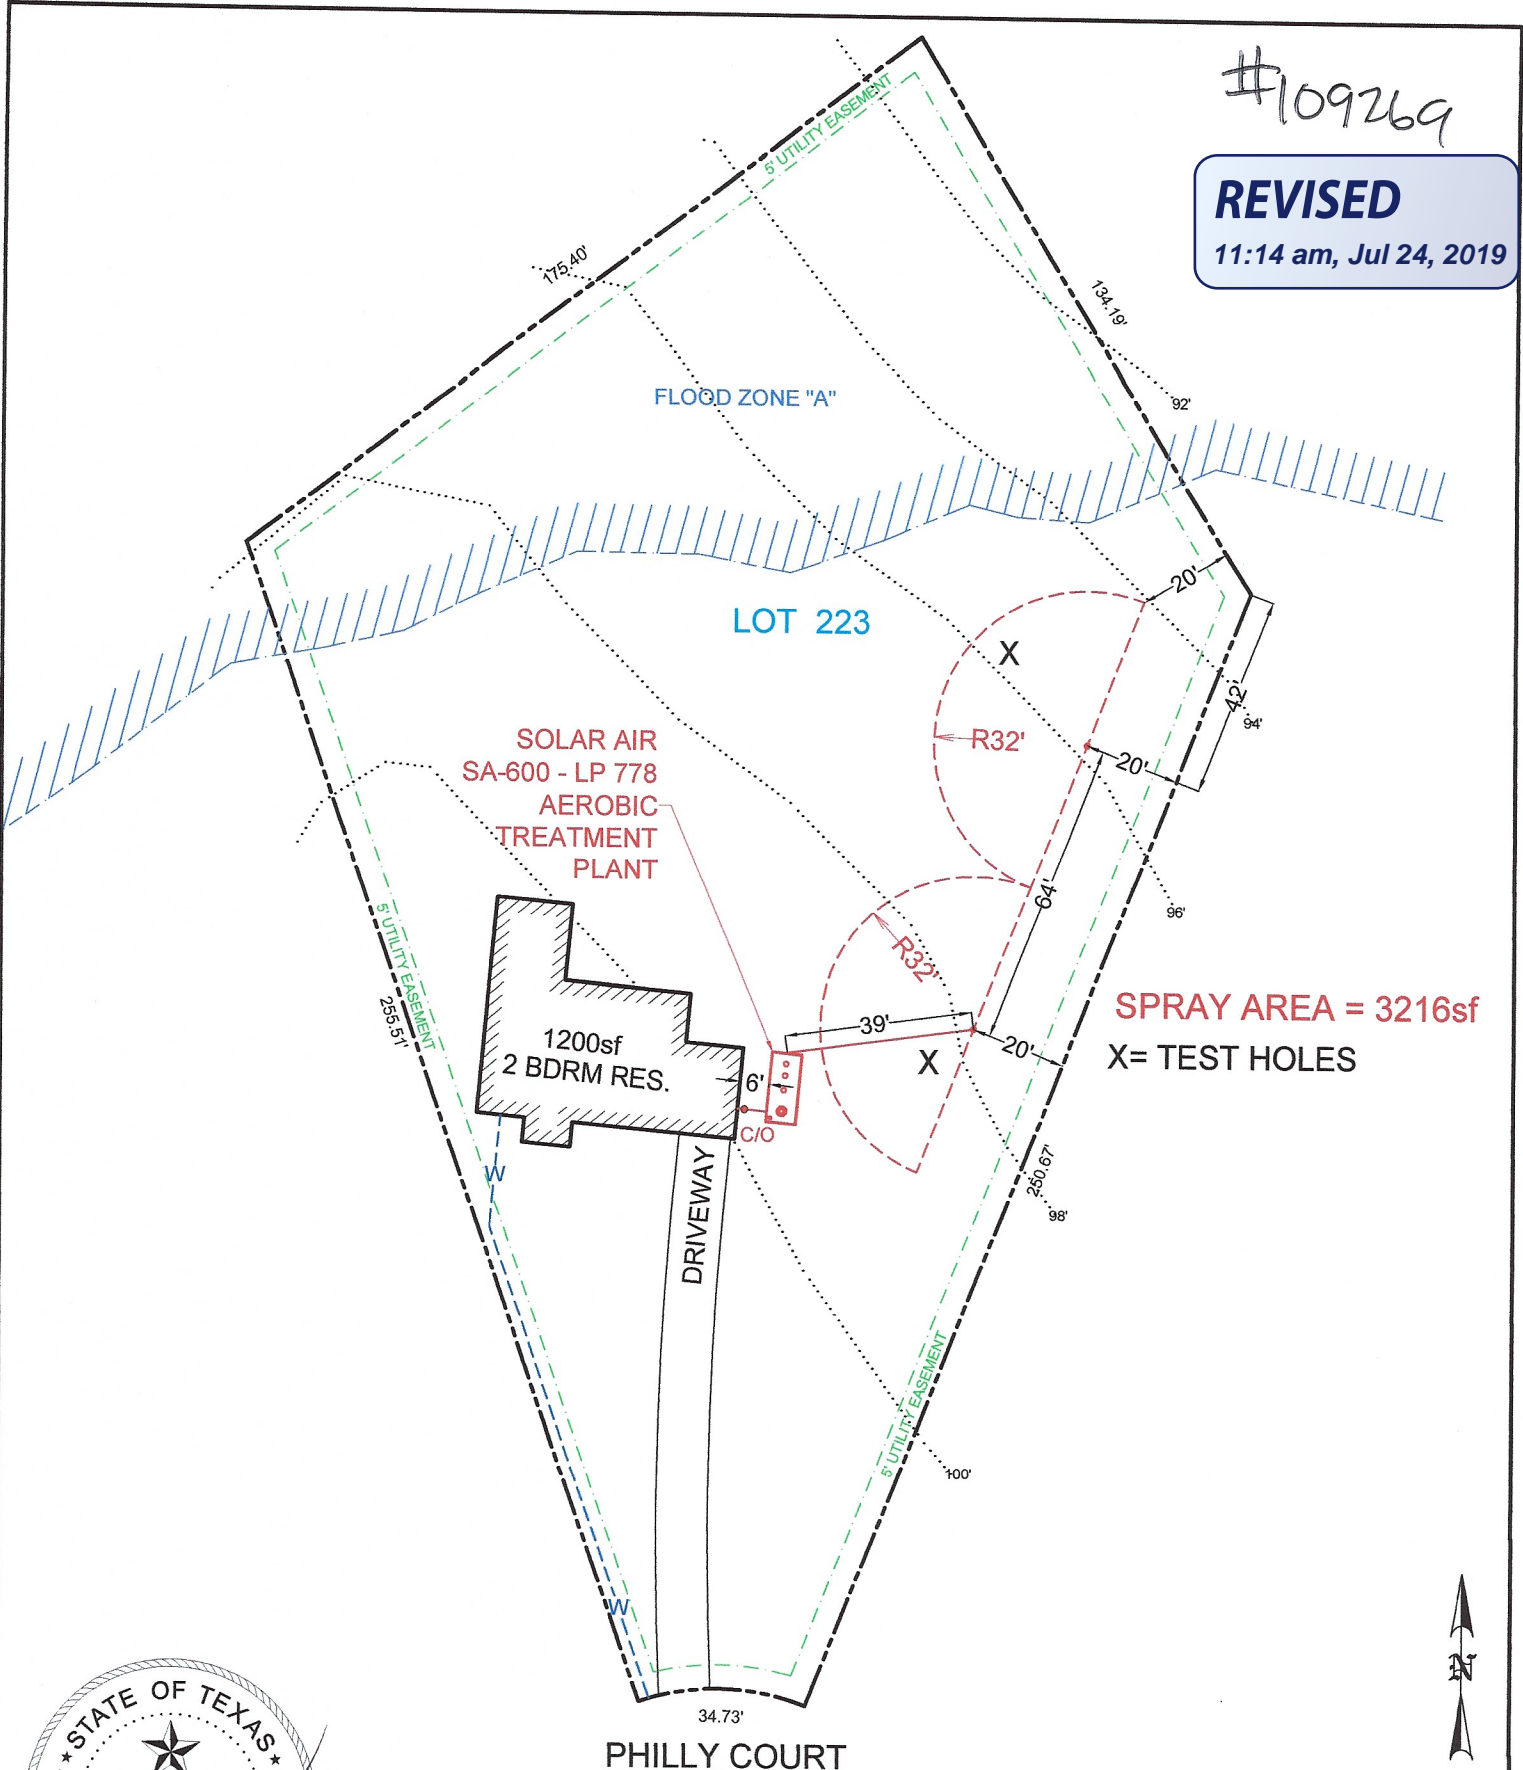 #109269
REVISED
11:14 am, Jul 24, 2019
5' UTILITY EASEMENT
175.40'
134.19'
FLOOD ZONE "A"
92'
20'
LOT 223
X
42'
94'
R32'
20'
SOLAR AIR
SA-600 - LP 778
AEROBIC
TREATMENT
PLANT
64'
96'
5' UTILITY EASEMENT
255.51'
R32'
SPRAY AREA = 3216sf
39'
20'
X= TEST HOLES
X
1200sf
2 BDRM RES.
6'
C/O
W
DRIVEWAY
250.67'
98'
5' UTILITY EASEMENT
100'
W
N
34.73'
PHILLY COURT
STATE OF TEXAS